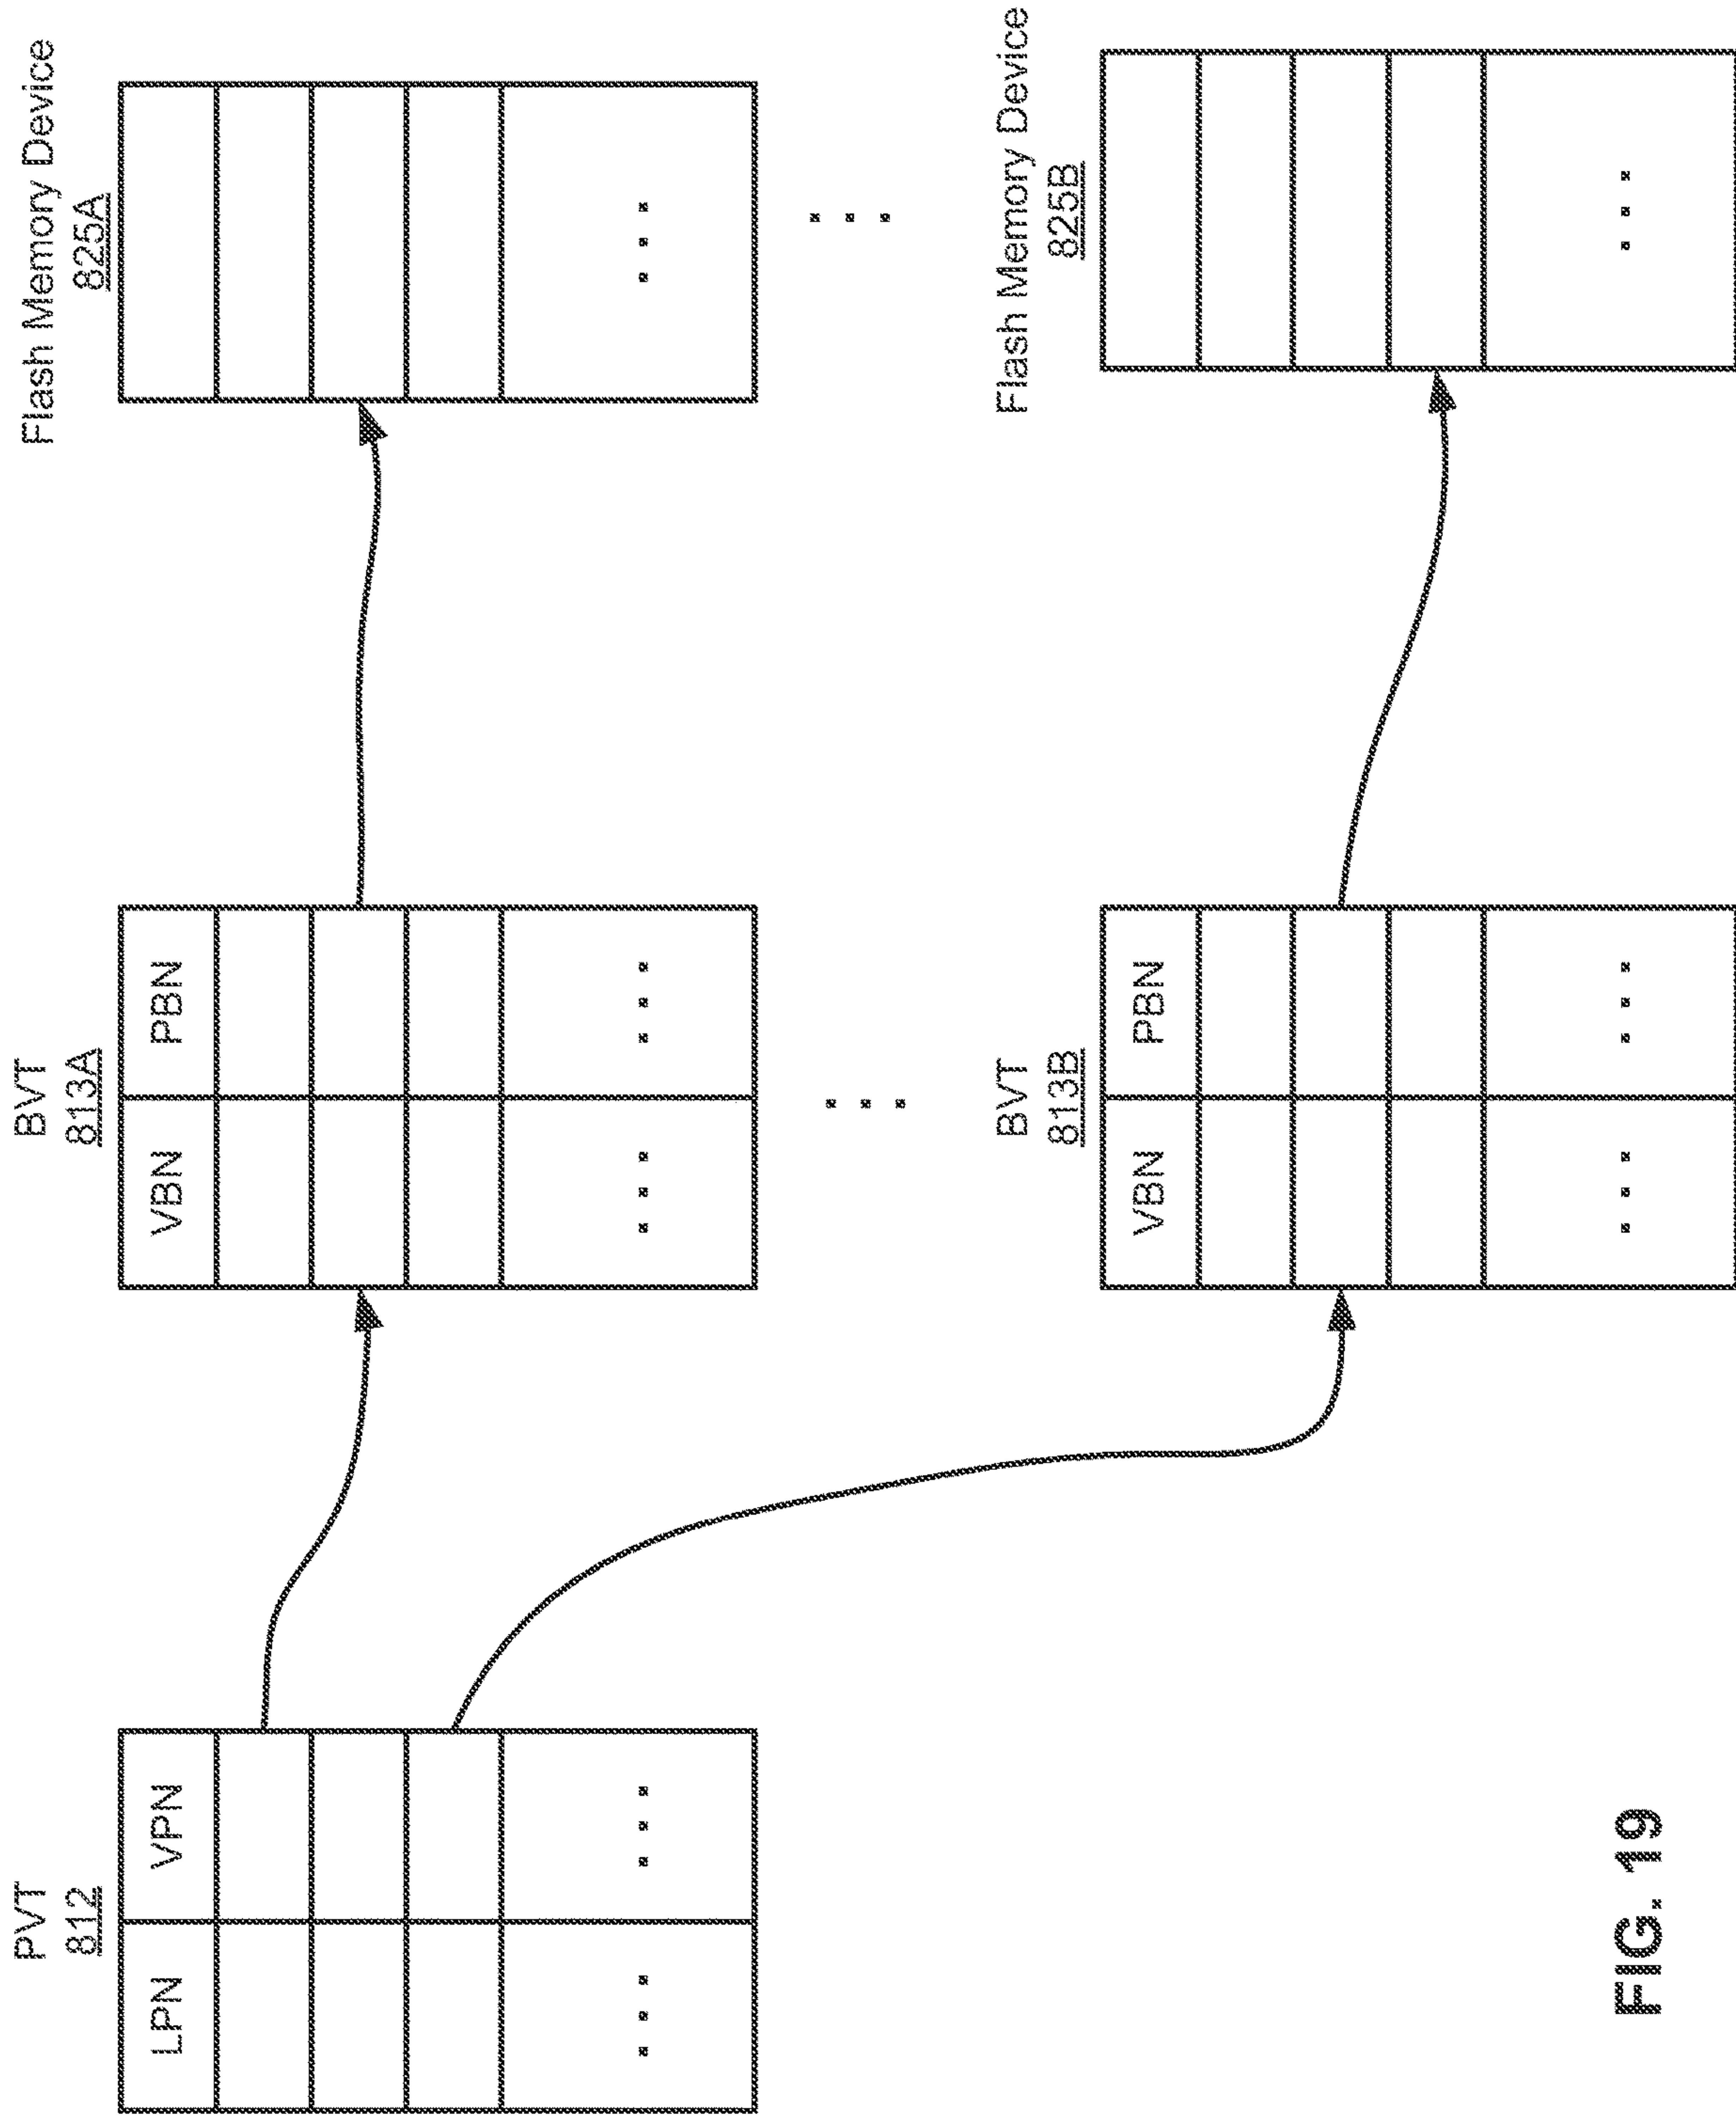 PVT
812
LPN VPN
BVT
813A
VBN PBN
Flash Memory Device
825A
BVT
813B
VBN PBN
Flash Memory Device
825B
FIG. 19